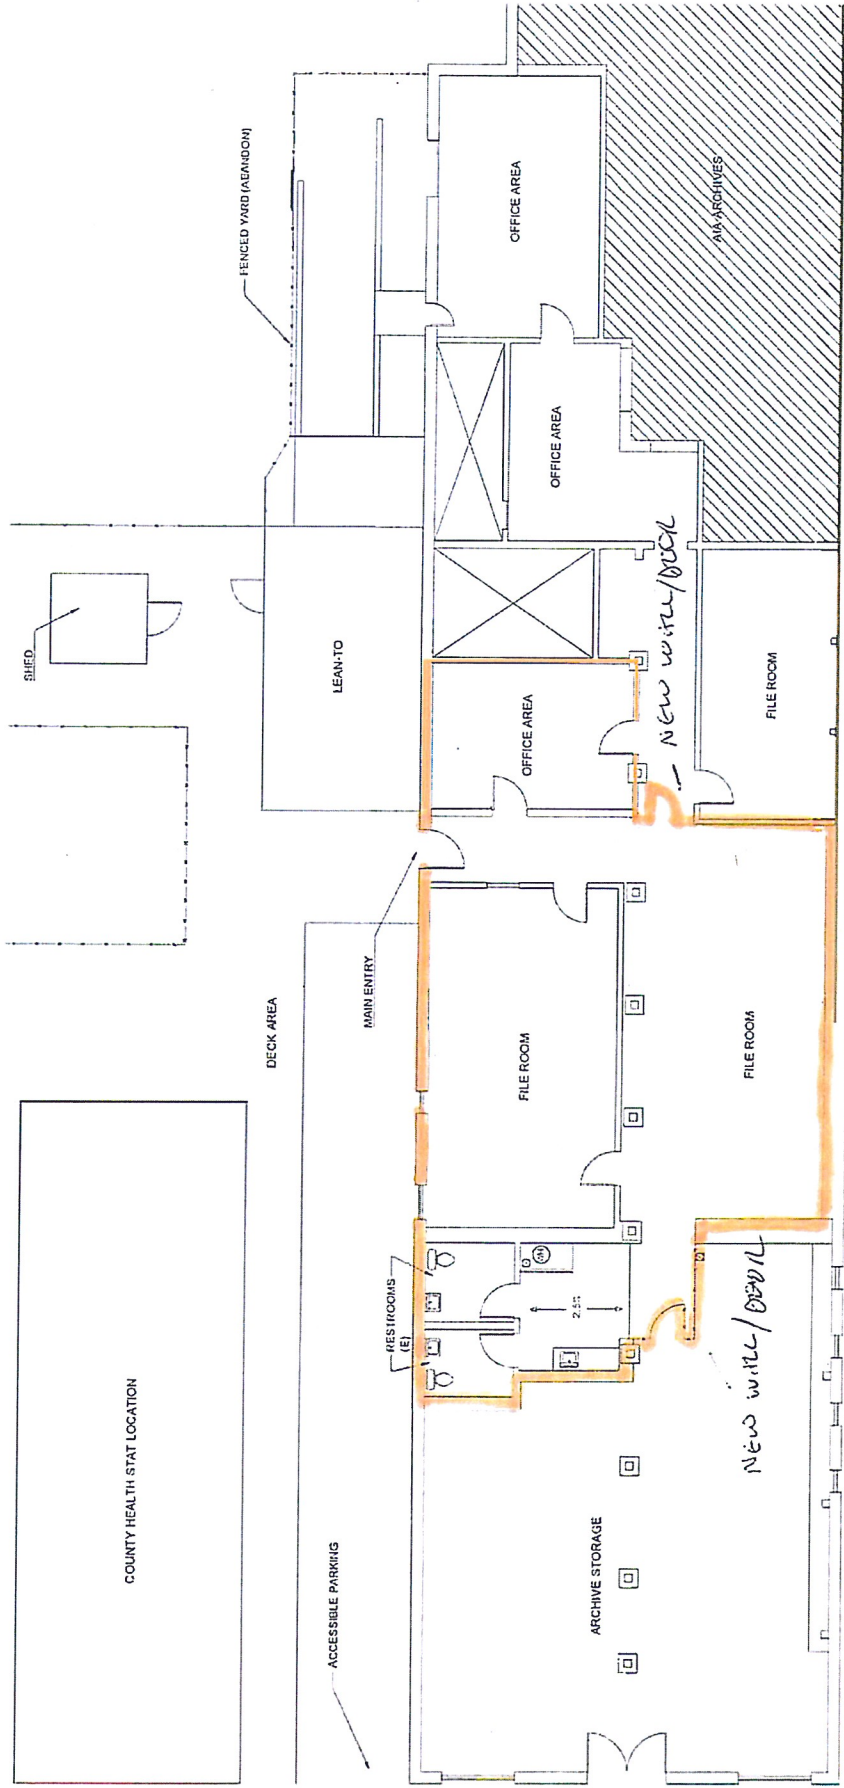 FENCED YARD (ABANDON)
SHED
LEAN-TO
OFFICE AREA
AIA-ARCHIVES
OFFICE AREA
NEW WALL/DOOR
OFFICE AREA
FILE ROOM
MAIN ENTRY
DECK AREA
FILE ROOM
FILE ROOM
COUNTY HEALTH STAT LOCATION
RESTROOMS
(E)
WH
NEW WALL/DOOR
ACCESSIBLE PARKING
ARCHIVE STORAGE